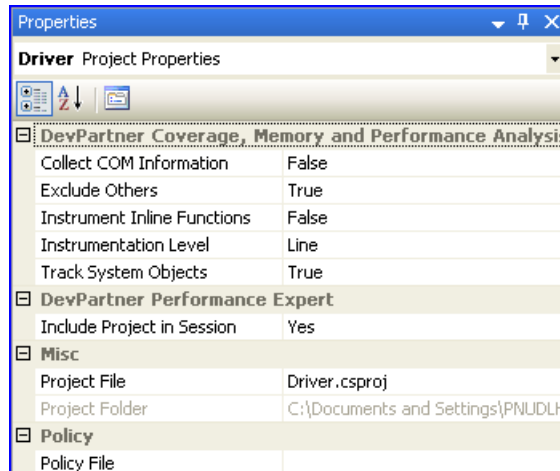 Properties
Driver Project Properties
DevPartner Coverage, Memory and Performance Analysis
Collect COM Information False
Exclude Others True
Instrument Inline Functions False
Instrumentation Level Line
Track System Objects True
DevPartner Performance Expert
Include Project in Session Yes
Misc
Project File Driver.csproj
Project Folder C:\Documents and Settings\PNUDLH
Policy
Policy File